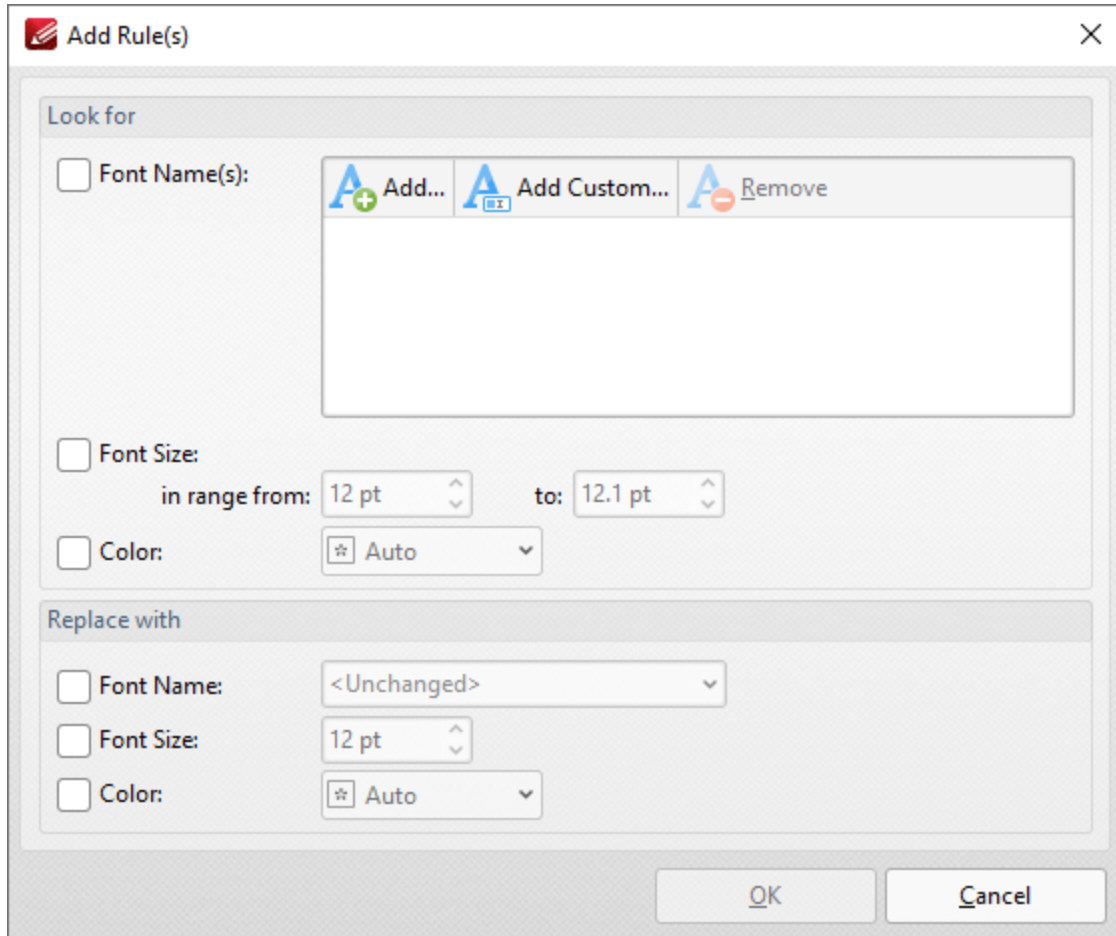 Add Rule(s)
Look for
Font Name(s):
Add... Add Custom... Remove
Font Size:
in range from: 12 pt to: 12.1 pt
Color: Auto
Replace with
Font Name: <Unchanged>
Font Size: 12 pt
Color: Auto
OK Cancel